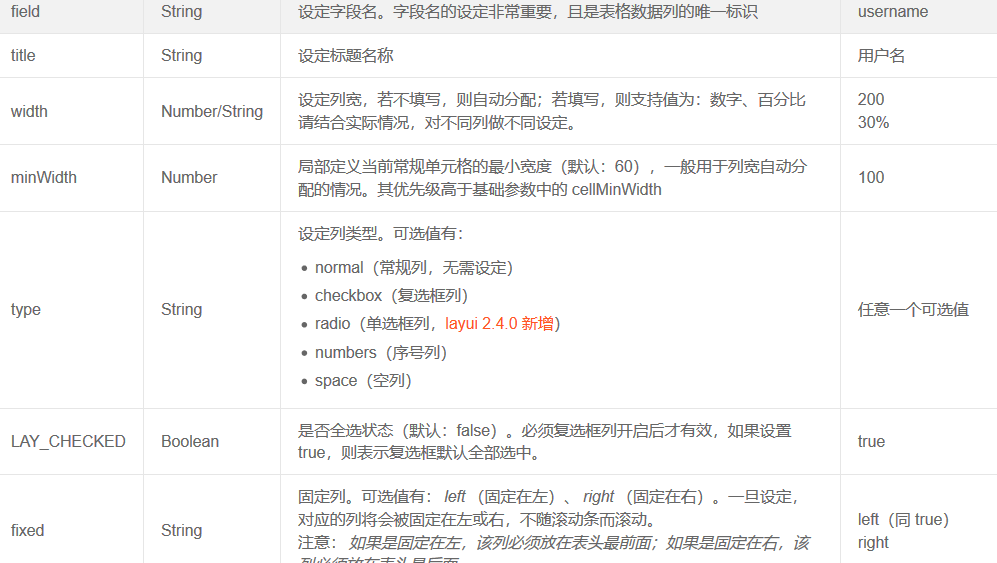 field String 设定字段名。字段名的设定非常重要，且是表格数据列的唯一标识 username
title String 设定标题名称 用户名
width Number/String 设定列宽，若不填写，则自动分配；若填写，则支持值为：数字、百分比
请结合实际情况，对不同列做不同设定。
200
30%
minWidth Number 局部定义当前常规单元格的最小宽度（默认：60），一般用于列宽自动分
配的情况。其优先级高于基础参数中的 cellMinWidth
100
type String 设定列类型。可选值有：
normal（常规列，无需设定）
checkbox（复选框列）
radio（单选框列，layui 2.4.0 新增）
numbers（序号列）
space（空列）
任意一个可选值
LAY_CHECKED Boolean 是否全选状态（默认：false）。必须复选框列开启后才有效，如果设置
true，则表示复选框默认全部选中。
true
fixed String 固定列。可选值有： left （固定在左）、 right （固定在右）。一旦设定，
对应的列将会被固定在左或右，不随滚动条而滚动。
注意： 如果是固定在左，该列必须放在表头最前面；如果是固定在右，该
列必须放在表头最后面
left（同 true）
right